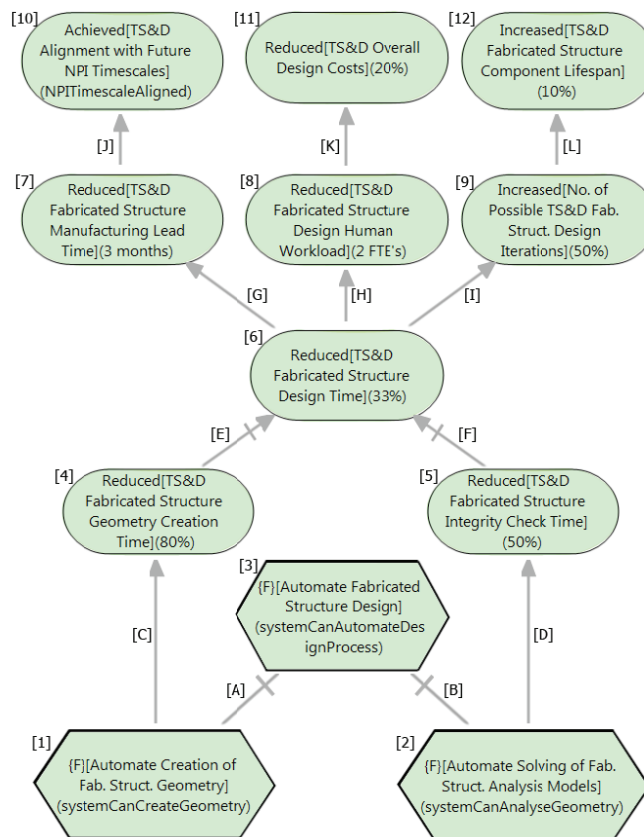 [10]
Achieved[TS&D
Alignment with Future
NPI Timescales]
(NPITimescaleAligned)
[11]
Reduced[TS&D Overall
Design Costs](20%)
[12]
Increased[TS&D
Fabricated Structure
Component Lifespan]
(10%)
[J]
[K]
[L]
[7]
Reduced[TS&D
Fabricated Structure
Manufacturing Lead
Time](3 months)
[8]
Reduced[TS&D
Fabricated Structure
Design Human
Workload](2 FTE's)
[9]
Increased[No. of
Possible TS&D Fab.
Struct. Design
Iterations](50%)
[G]
[H]
[I]
[6]
Reduced[TS&D
Fabricated Structure
Design Time](33%)
[E]
[F]
[4]
Reduced[TS&D
Fabricated Structure
Geometry Creation
Time](80%)
[5]
Reduced[TS&D
Fabricated Structure
Integrity Check Time]
(50%)
[3]
{F}[Automate Fabricated
Structure Design]
(systemCanAutomateDes
ignProcess)
[C]
[D]
[A]
[B]
[1]
{F}[Automate Creation of
Fab. Struct. Geometry]
(systemCanCreateGeometry)
[2]
{F}[Automate Solving of Fab.
Struct. Analysis Models]
(systemCanAnalyseGeometry)